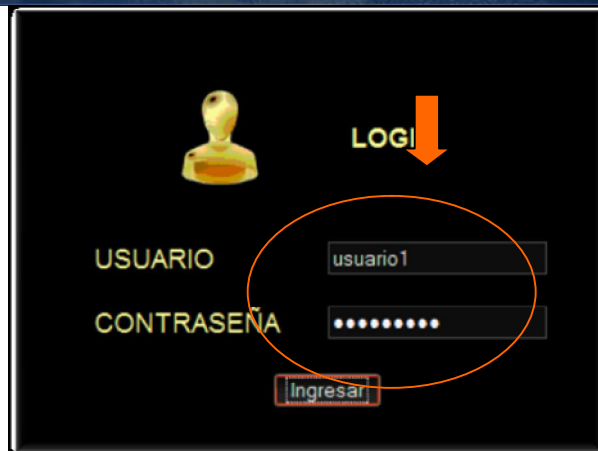 LOGI
USUARIO
usuario1
CONTRASEÑA
•••••••••
Ingresar